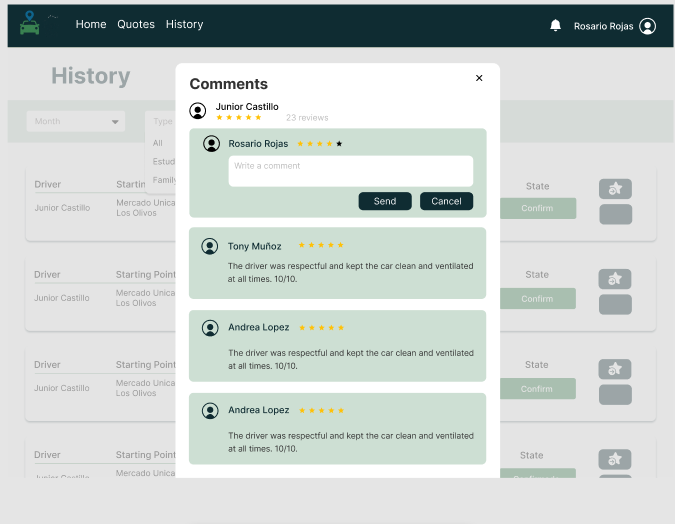 Home Quotes History
Rosario Rojas
History
Month
Type
All
Estud
Family
Comments
Junior Castillo
23 reviews
Rosario Rojas
Write a comment
Send Cancel
Tony Muñoz
The driver was respectful and kept the car clean and ventilated
at all times. 10/10.
Andrea Lopez
The driver was respectful and kept the car clean and ventilated
at all times. 10/10.
Andrea Lopez
The driver was respectful and kept the car clean and ventilated
at all times. 10/10.
Driver Startin State
Junior Castillo Mercado Unica Confirm
Los Olivos
Driver Starting Point State
Junior Castillo Mercado Unica Confirm
Los Olivos
Driver Starting Point State
Junior Castillo Mercado Unica Confirm
Los Olivos
Driver Starting Point State
Junior Castillo Mercado Unica